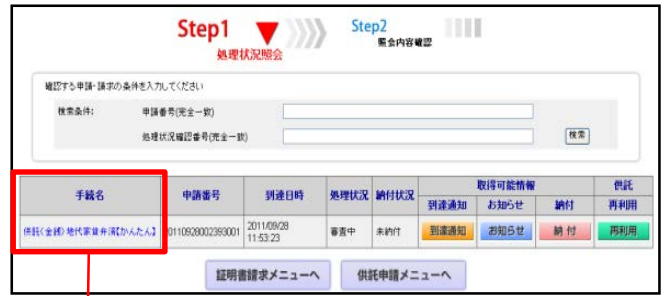 Step1
処理状況照会
Step2
照会内容確認
確認する申請・請求の条件を入力してください
検索条件: 申請番号(完全一致)
処理状況確認番号(完全一致) 検索
手続名 申請番号 到達日時 処理状況 納付状況 取得可能情報 供託
到達通知 お知らせ 納付 再利用
供託(金銭)地代家賃弁済【かんたん】 20110928002393001 2011/09/28 審査中 未納付 到達通知 お知らせ 納付 再利用
11:53:23
証明書請求メニューへ 供託申請メニューへ